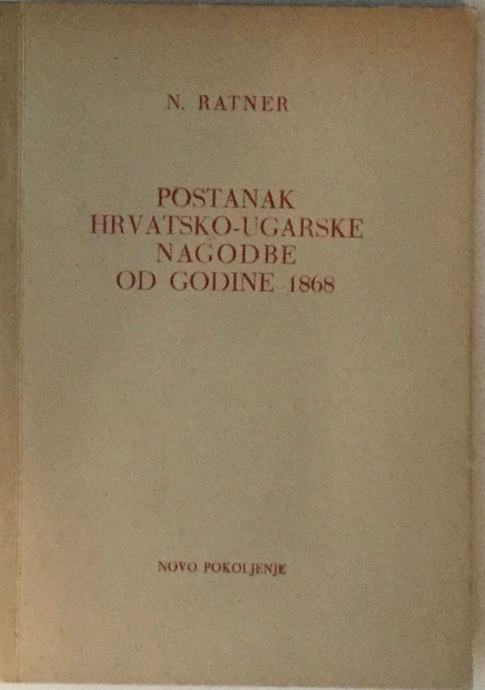 N. RATNER
POSTANAK
HRVATSKO-UGARSKE
NAGODBE
OD GODINE 1868
NOVO POKOLJENJE